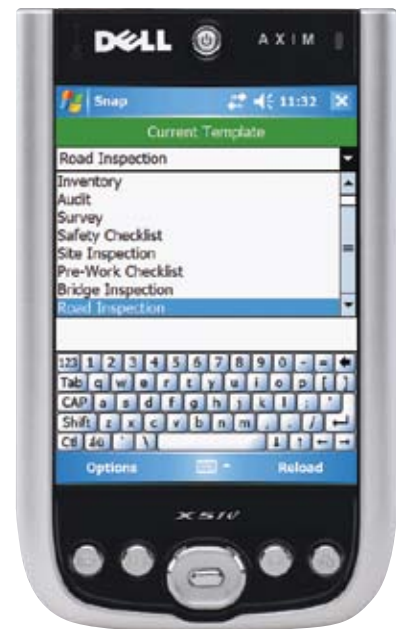 DELL AXIM
Snap 11:32
Current Template
Road Inspection
Inventory
Audit
Survey
Safety Checklist
Site Inspection
Pre-Work Checklist
Bridge Inspection
Road Inspection
123 1 2 3 4 5 6 7 8 9 0 - =
Tab q w e r t y u i o p [ ]
CAP a s d f g h j k l ; '
Shift z x c v b n m , . /
Ctl áü ` \
Options Reload
X51v